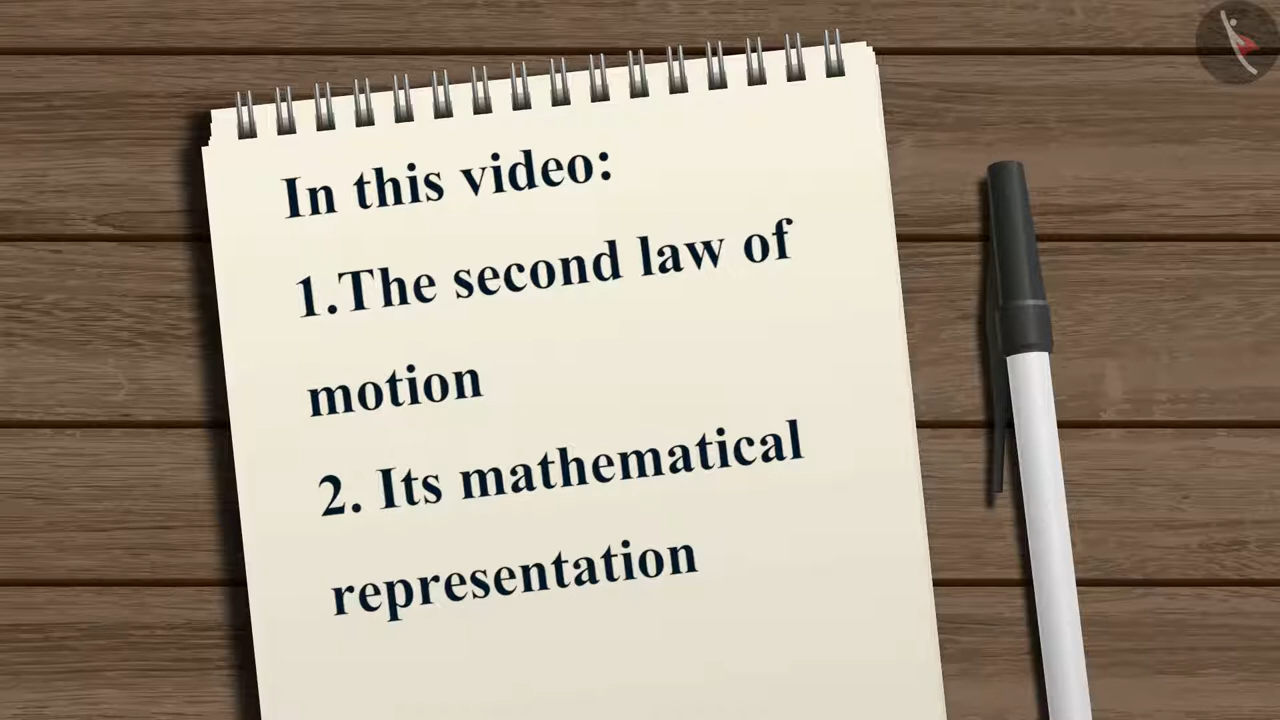 In this video:
1.The second law of
motion
2. Its mathematical
representation